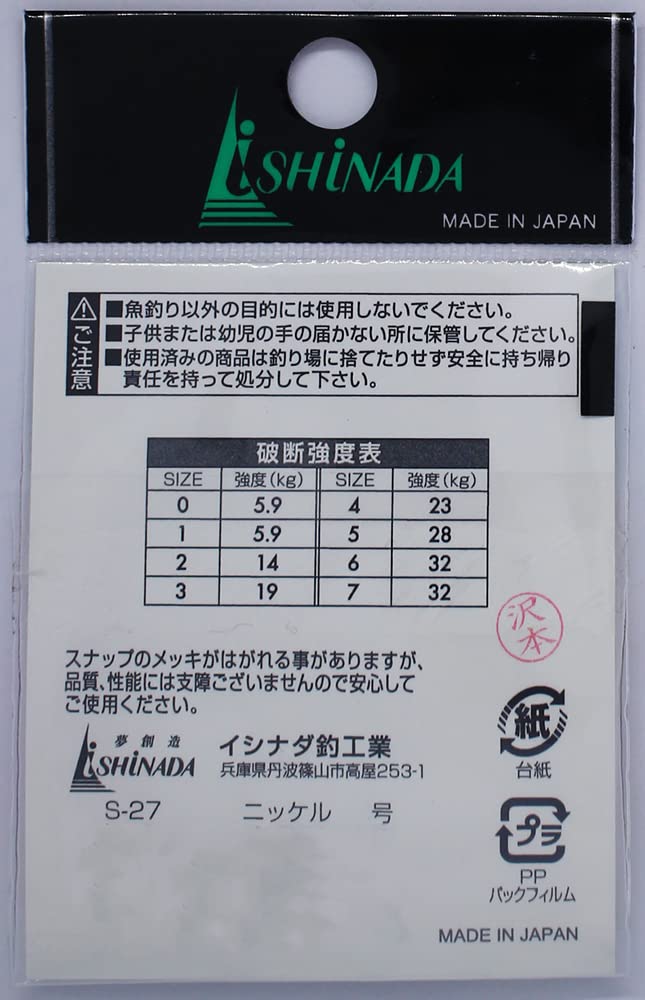 iSHiNADA
MADE IN JAPAN
ご注意
■魚釣り以外の目的には使用しないでください。
■子供または幼児の手の届かない所に保管してください。
■使用済みの商品は釣り場に捨てたりせず安全に持ち帰り
責任を持って処分して下さい。
破断強度表
SIZE 強度(kg) SIZE 強度(kg)
0 5.9 4 23
1 5.9 5 28
2 14 6 32
3 19 7 32
沢本
スナップのメッキがはがれる事がありますが、
品質、性能には支障ございませんので安心して
ご使用ください。
紙
台紙
夢創造
iSHiNADA
イシナダ釣工業
兵庫県丹波篠山市高屋253-1
S-27 ニッケル 号
プラ
PP
パックフィルム
MADE IN JAPAN